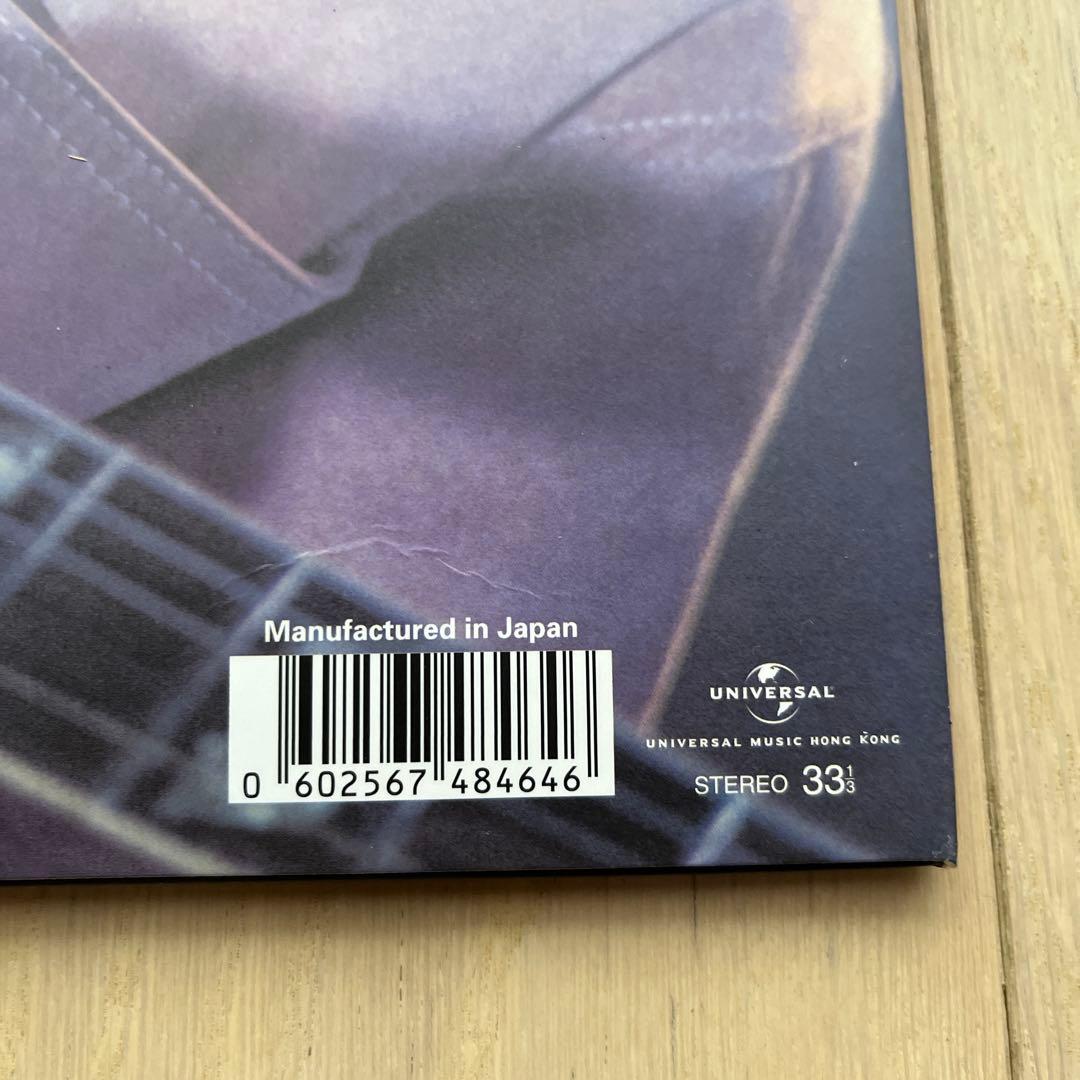 Manufactured in Japan
0 602567 484646
UNIVERSAL
UNIVERSAL MUSIC HONG KONG
STEREO 33⅓